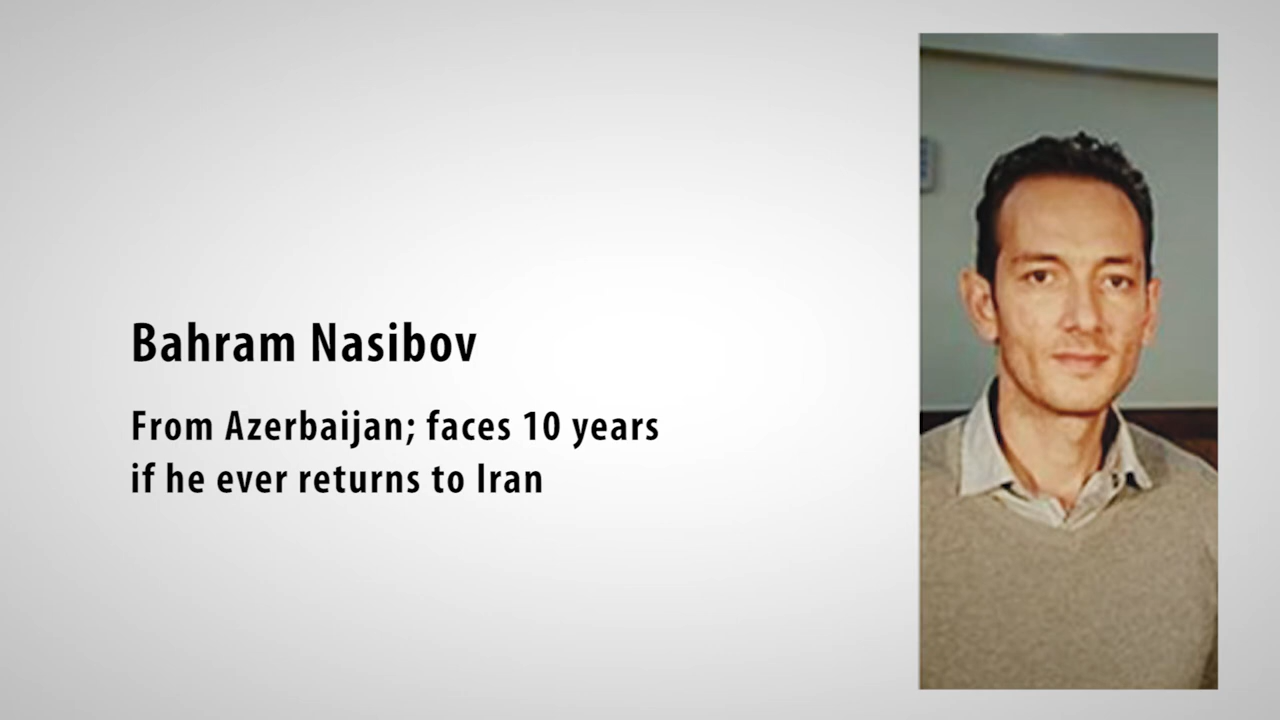 Bahram Nasibov
From Azerbaijan; faces 10 years
if he ever returns to Iran